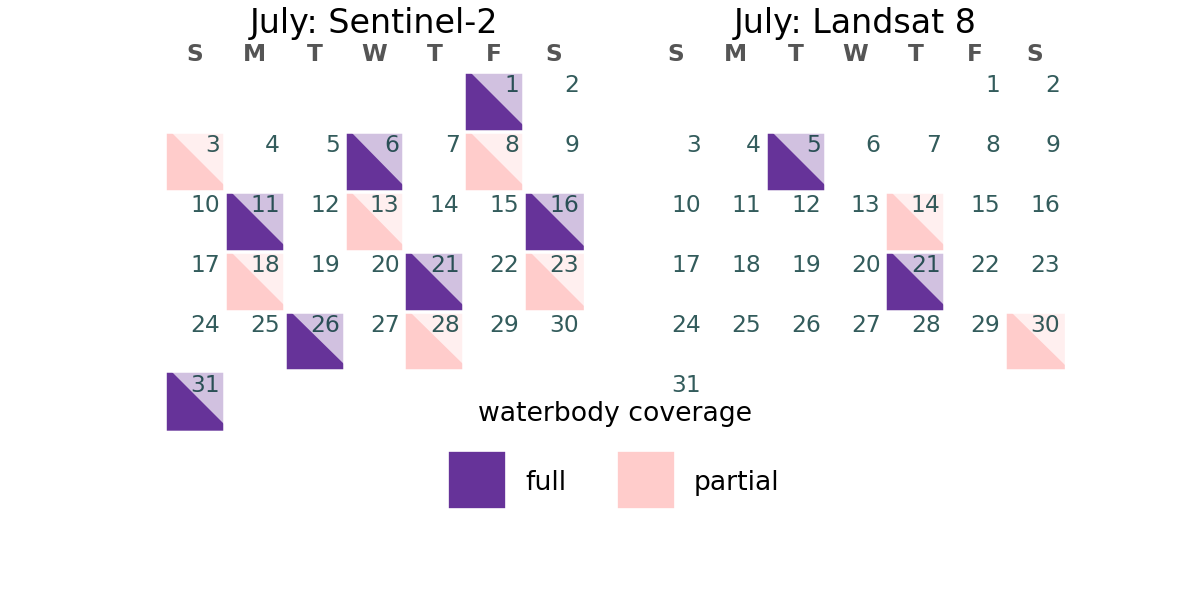 July: Sentinel-2
S M T W T F S
1 2
3 4 5 6 7 8 9
10 11 12 13 14 15 16
17 18 19 20 21 22 23
24 25 26 27 28 29 30
31
July: Landsat 8
S M T W T F S
1 2
3 4 5 6 7 8 9
10 11 12 13 14 15 16
17 18 19 20 21 22 23
24 25 26 27 28 29 30
31
waterbody coverage
full
partial